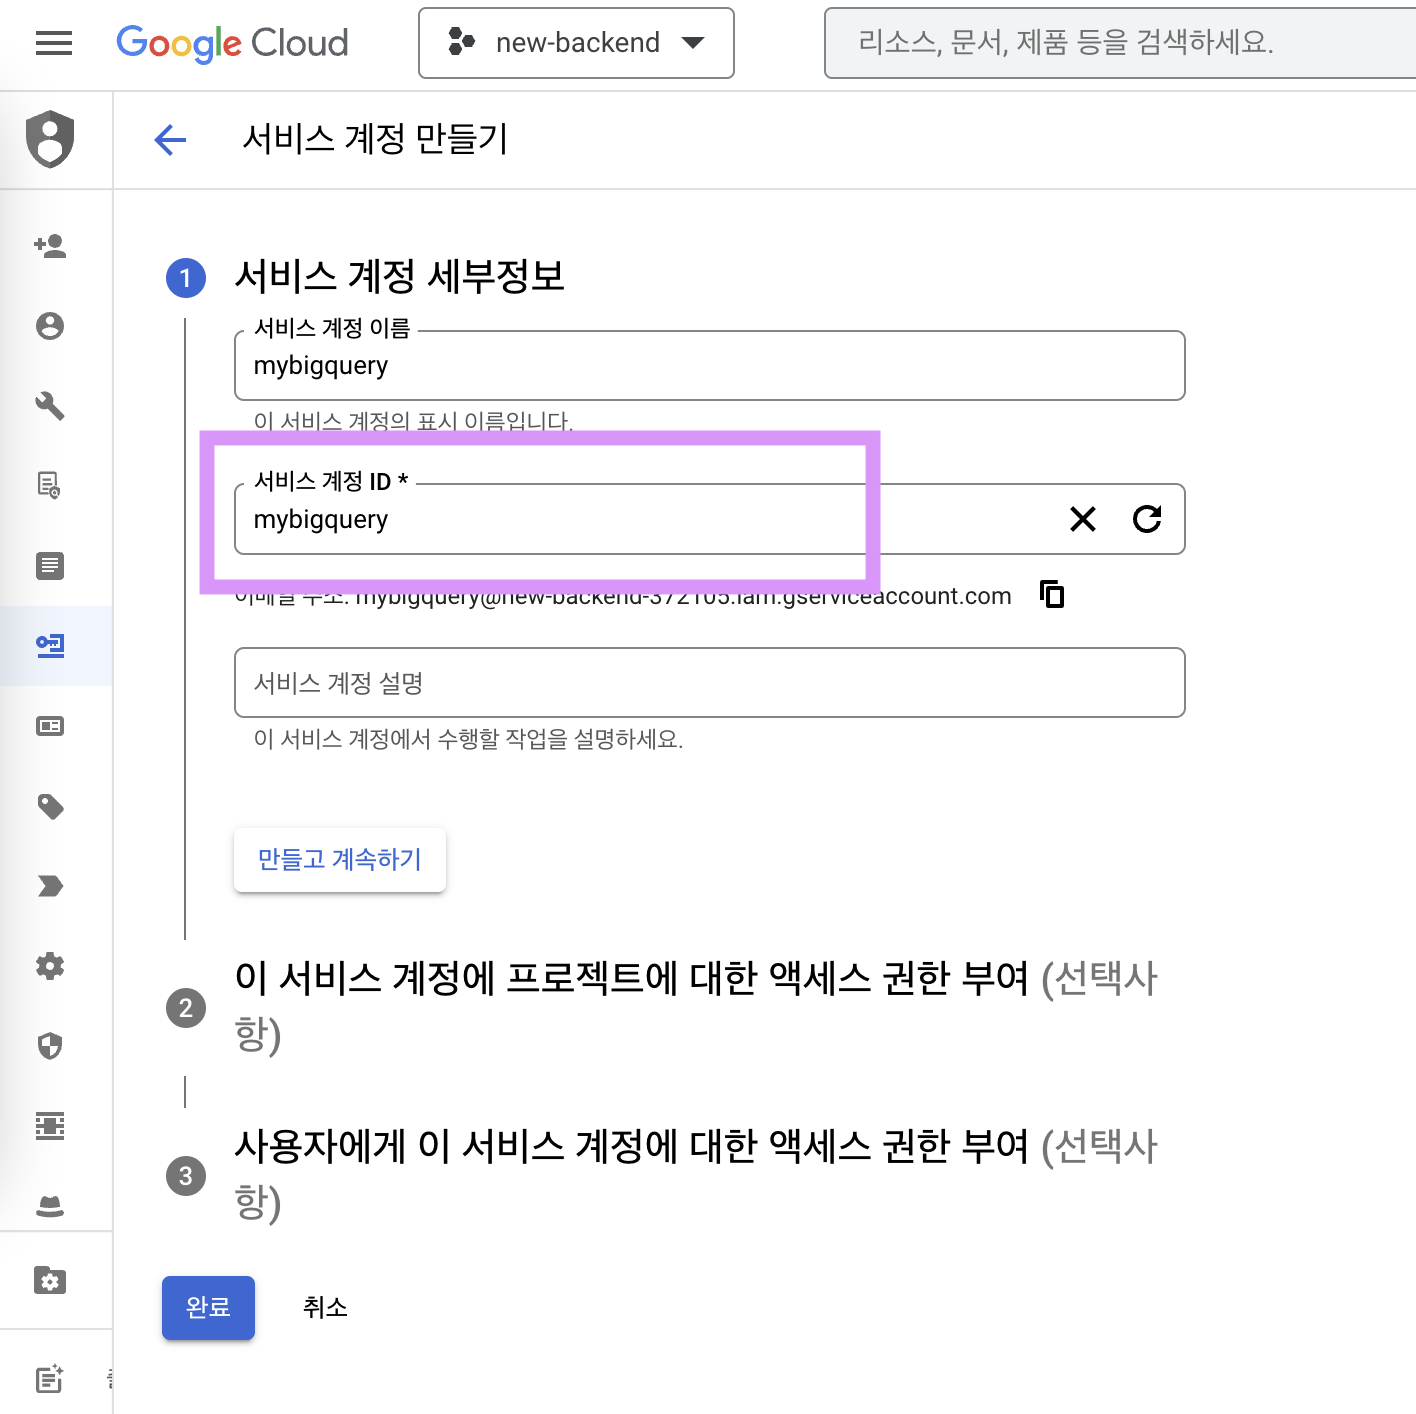 Google Cloud
new-backend
리소스, 문서, 제품 등을 검색하세요.
서비스 계정 만들기
1
서비스 계정 세부정보
서비스 계정 이름
mybigquery
이 서비스 계정의 표시 이름입니다.
서비스 계정 ID *
mybigquery
이메일 주소: mybigquery@new-backend-372105.iam.gserviceaccount.com
서비스 계정 설명
이 서비스 계정에서 수행할 작업을 설명하세요.
만들고 계속하기
2
이 서비스 계정에 프로젝트에 대한 액세스 권한 부여 (선택사
항)
3
사용자에게 이 서비스 계정에 대한 액세스 권한 부여 (선택사
항)
완료
취소